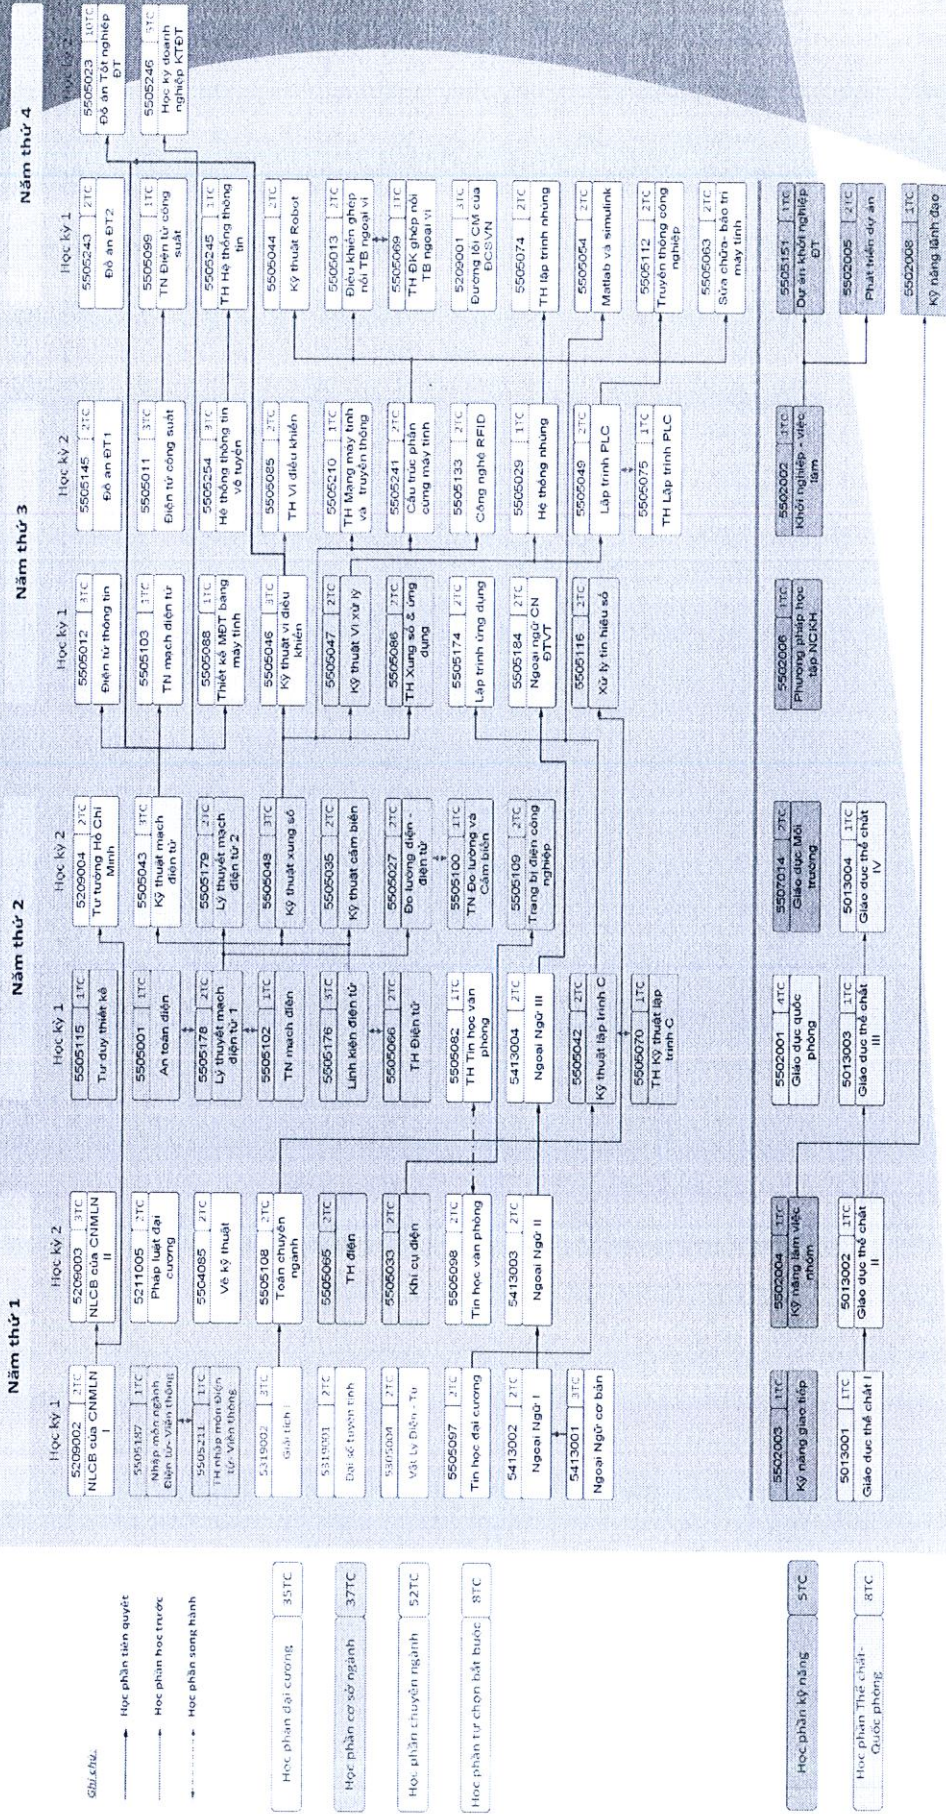 Năm thứ 1
Năm thứ 2
Năm thứ 3
Năm thứ 4
Học kỳ 1
Học kỳ 2
Học kỳ 1
Học kỳ 2
Học kỳ 1
Học kỳ 2
Học kỳ 1
Học kỳ 2
Ghi chú:
Học phần tiên quyết
Học phần học trước
Học phần song hành
Học phần đại cương 35TC
Học phần cơ sở ngành 37TC
Học phần chuyên ngành 52TC
Học phần tự chọn bắt buộc 8TC
Học phần kỹ năng 5TC
Học phần Thể chất-
Quốc phòng 8TC
5209002 2TC
NLCB của CNMLN
I
5505187 1TC
Nhập môn ngành
Điện tử- Viễn thông
5505211 1TC
TH nhập môn Điện
tử- Viễn thông
5319002 3TC
Giải tích I
5319001 2TC
Đại số tuyến tính
5305004 2TC
Vật Lý Điện - Từ
5505097 2TC
Tin học đại cương
5413002 2TC
Ngoại Ngữ I
5413001 3TC
Ngoại Ngữ cơ bản
5502003 1TC
Kỹ năng giao tiếp
5013001 1TC
Giáo dục thể chất I
5209003 3TC
NLCB của CNMLN
II
5211005 2TC
Pháp luật đại
cương
5504085 2TC
Vẽ kỹ thuật
5505108 2TC
Toán chuyên
ngành
5505065 2TC
TH điện
5505033 2TC
Khí cụ điện
5505098 2TC
Tin học văn phòng
5413003 2TC
Ngoại Ngữ II
5502004 1TC
Kỹ năng làm việc
nhóm
5013002 1TC
Giáo dục thể chất
II
5505115 1TC
Tư duy thiết kế
5505001 1TC
An toàn điện
5505178 2TC
Lý thuyết mạch
điện tử 1
5505102 1TC
TN mạch điện
5505176 3TC
Linh kiện điện tử
5505066 2TC
TH Điện tử
5505082 1TC
TH Tin học văn
phòng
5413004 2TC
Ngoại Ngữ III
5505042 2TC
Kỹ thuật lập trình C
5505070 1TC
TH Kỹ thuật lập
trình C
5502001 4TC
Giáo dục quốc
phòng
5013003 1TC
Giáo dục thể chất
III
5209004 2TC
Tư tưởng Hồ Chí
Minh
5505043 3TC
Kỹ thuật mạch
điện tử
5505179 2TC
Lý thuyết mạch
điện tử 2
5505048 3TC
Kỹ thuật xung số
5505035 2TC
Kỹ thuật cảm biến
5505027 2TC
Đo lường điện -
điện tử
5505100 1TC
TN Đo lường và
Cảm biến
5505109 2TC
Trang bị điện công
nghiệp
5507014 2TC
Giáo dục Môi
trường
5013004 1TC
Giáo dục thể chất
IV
5505012 3TC
Điện tử thông tin
5505103 1TC
TN mạch điện tử
5505088 1TC
Thiết kế MĐT bằng
máy tính
5505046 3TC
Kỹ thuật vi điều
khiển
5505047 2TC
Kỹ thuật Vi xử lý
5505086 2TC
TH Xung số & ứng
dụng
5505174 2TC
Lập trình ứng dụng
5505184 2TC
Ngoại ngữ CN
ĐTVT
5505116 2TC
Xử lý tín hiệu số
5502006 1TC
Phương pháp học
tập NCKH
5505145 2TC
Đồ án ĐT1
5505011 3TC
Điện tử công suất
5505254 3TC
Hệ thống thông tin
vô tuyến
5505085 2TC
TH Vi điều khiển
5505210 1TC
TH Mạng máy tính
và truyền thông
5505241 2TC
Cấu trúc phần
cứng máy tính
5505133 2TC
Công nghệ RFID
5505029 1TC
Hệ thống nhúng
5505049 2TC
Lập trình PLC
5505075 1TC
TH Lập trình PLC
5502002 1TC
Khởi nghiệp - việc
làm
5505243 2TC
Đồ án ĐT2
5505099 1TC
TN Điện tử công
suất
5505245 1TC
TH Hệ thống thông
tin
5505044 2TC
Kỹ thuật Robot
5505013 2TC
Điều khiển ghép
nối TB ngoại vi
5505069 1TC
TH ĐK ghép nối
TB ngoại vi
5209001 3TC
Đường lối CM của
ĐCSVN
5505074 2TC
TH lập trình nhúng
5505054 2TC
Matlab và simulink
5505112 2TC
Truyền thông công
nghiệp
5505063 2TC
Sửa chữa- bảo trì
máy tính
5505151 1TC
Dự án khởi nghiệp
ĐT
5502005 2TC
Phát triển dự án
5502008 1TC
Kỹ năng lãnh đạo
5505023 10TC
Đồ án Tốt nghiệp
ĐT
5505246 5TC
Học kỳ doanh
nghiệp KTĐT